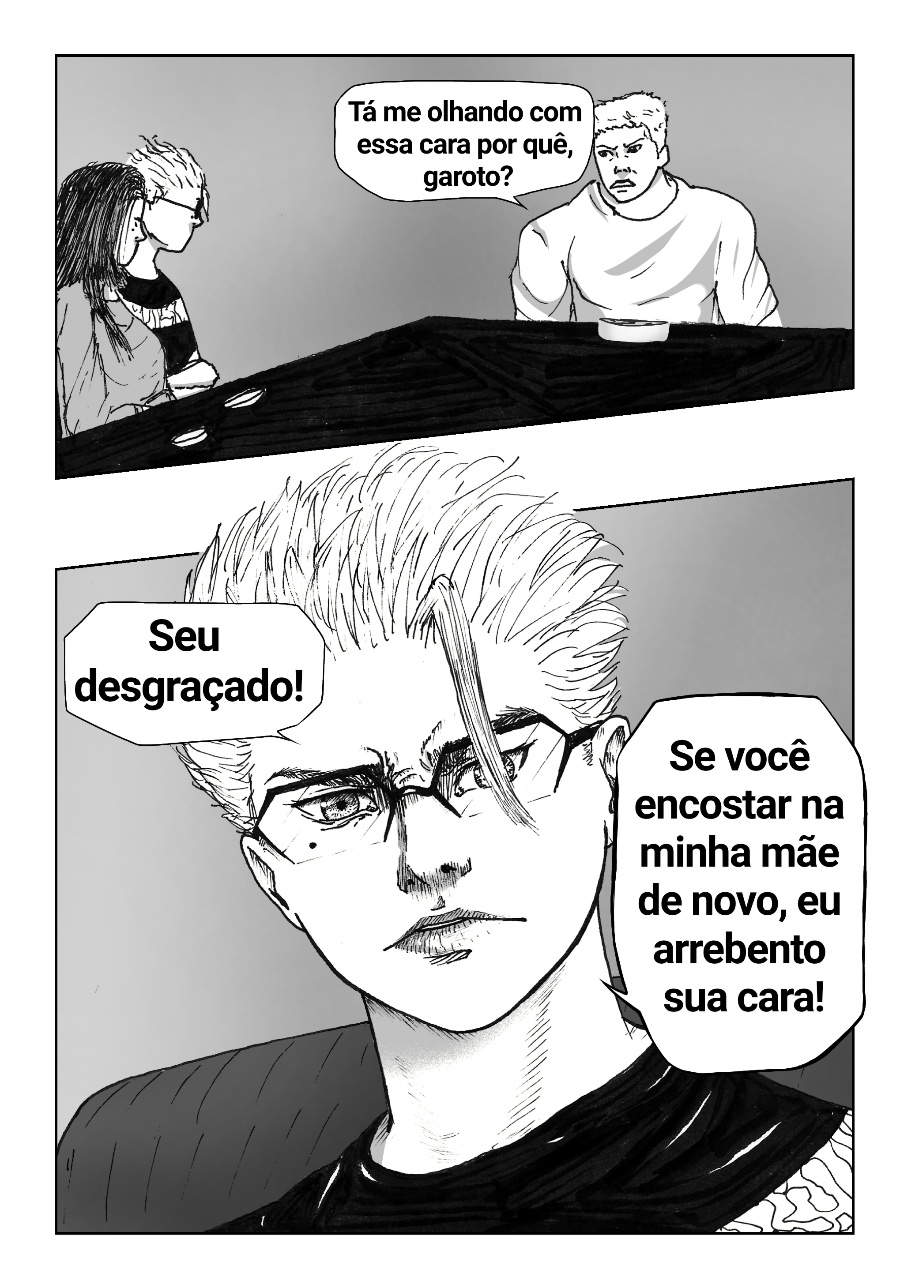 Tá me olhando com
essa cara por quê,
garoto?
Seu
desgraçado!
Se você
encostar na
minha mãe
de novo, eu
arrebento
sua cara!